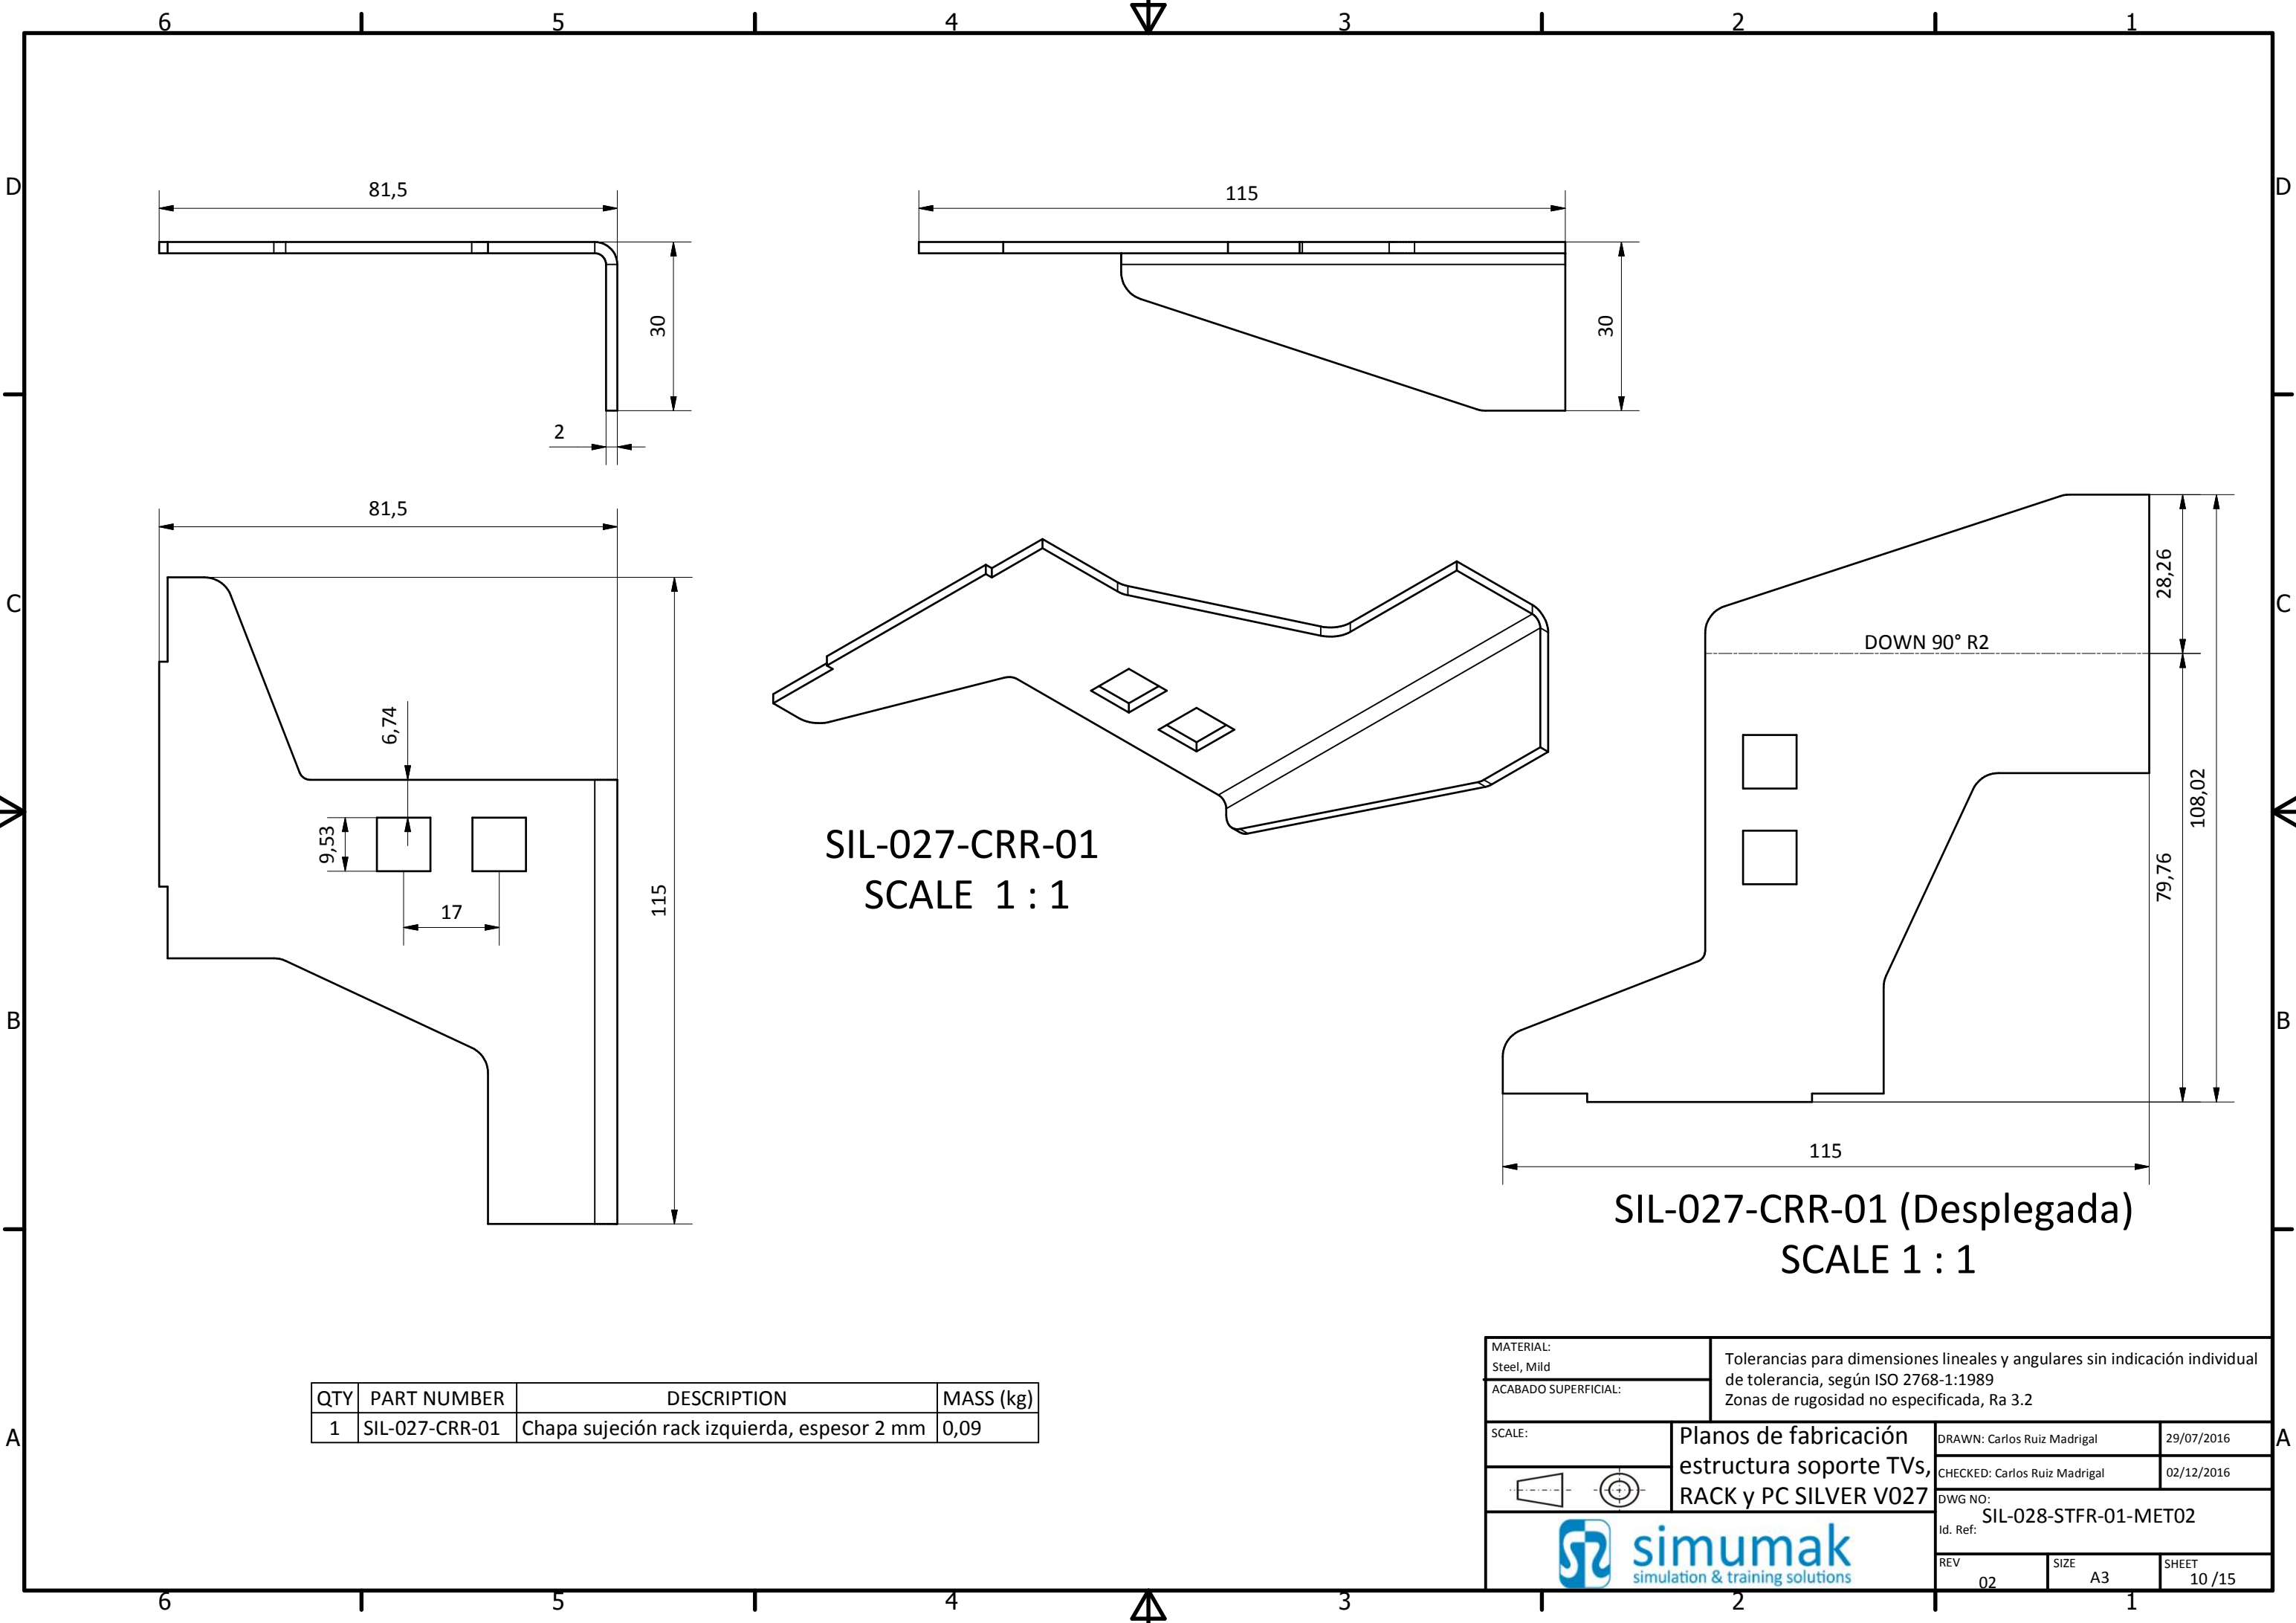 6 5 4 3 2 1
D D
81,5
115
30
30
2
81,5
28,26
C C
DOWN 90° R2
6,74
108,02
9,53
SIL-027-CRR-01
SCALE 1 : 1
79,76
115
17
B B
115
SIL-027-CRR-01 (Desplegada)
SCALE 1 : 1
QTY PART NUMBER DESCRIPTION MASS (kg)
1 SIL-027-CRR-01 Chapa sujeción rack izquierda, espesor 2 mm 0,09
A A
MATERIAL:
Steel, Mild
ACABADO SUPERFICIAL:
Tolerancias para dimensiones lineales y angulares sin indicación individual
de tolerancia, según ISO 2768-1:1989
Zonas de rugosidad no especificada, Ra 3.2
SCALE:
Planos de fabricación
estructura soporte TVs,
RACK y PC SILVER V027
DRAWN: Carlos Ruiz Madrigal 29/07/2016
CHECKED: Carlos Ruiz Madrigal 02/12/2016
DWG NO:
SIL-028-STFR-01-MET02
Id. Ref:
simumak
simulation & training solutions
REV SIZE SHEET
02 A3 10 /15
6 5 4 3 2 1